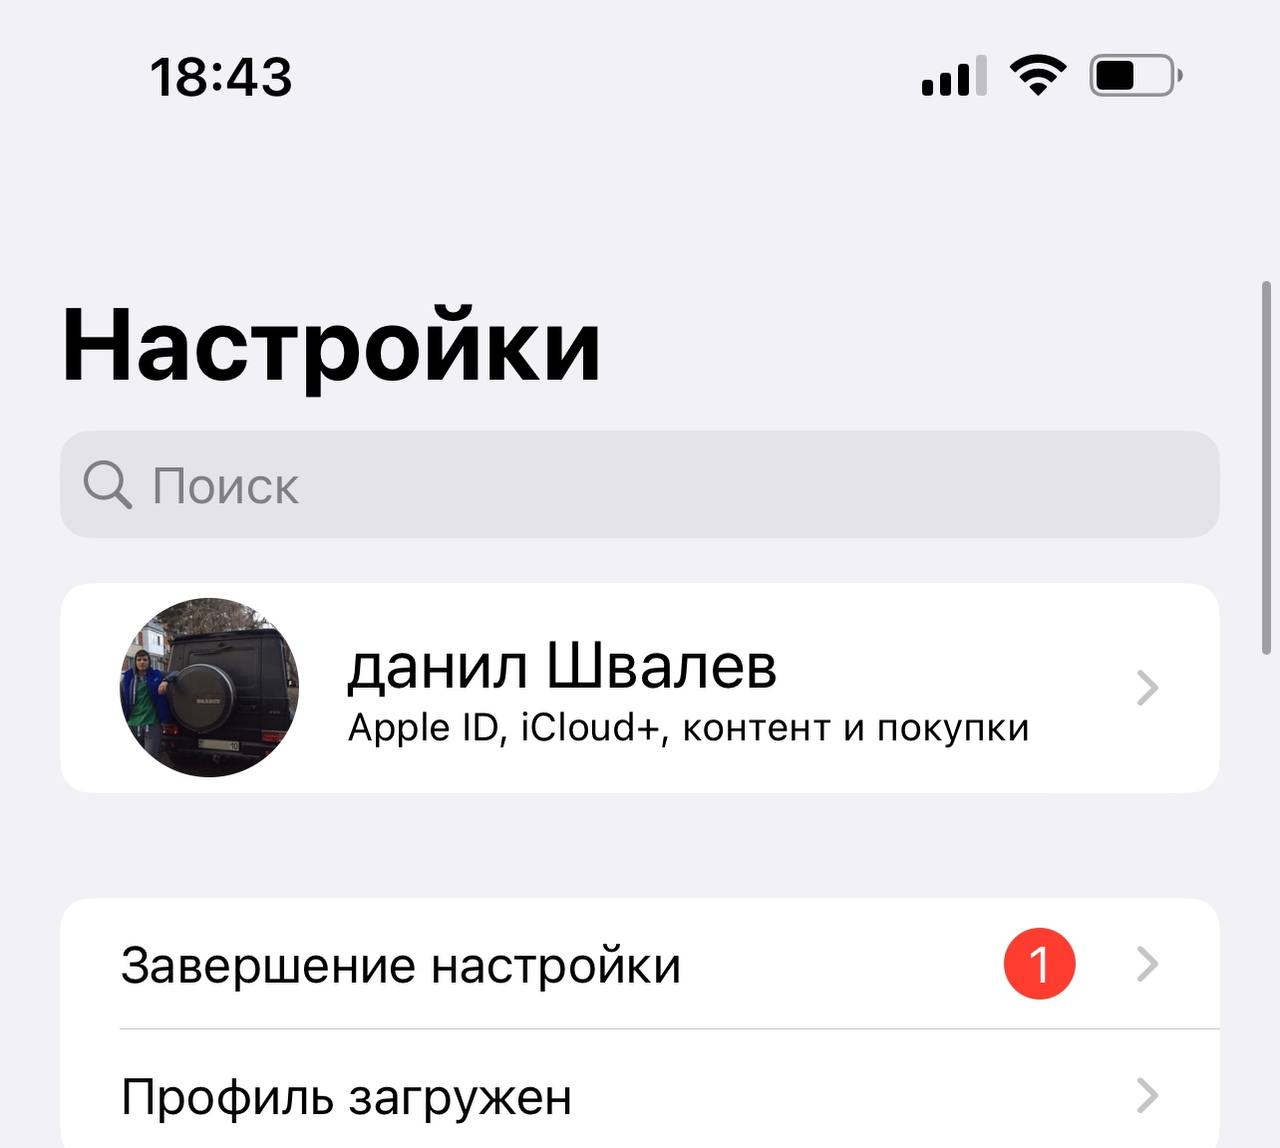 18:43
Настройки
Поиск
данил Швалев
Apple ID, iCloud+, контент и покупки
Завершение настройки 1
Профиль загружен